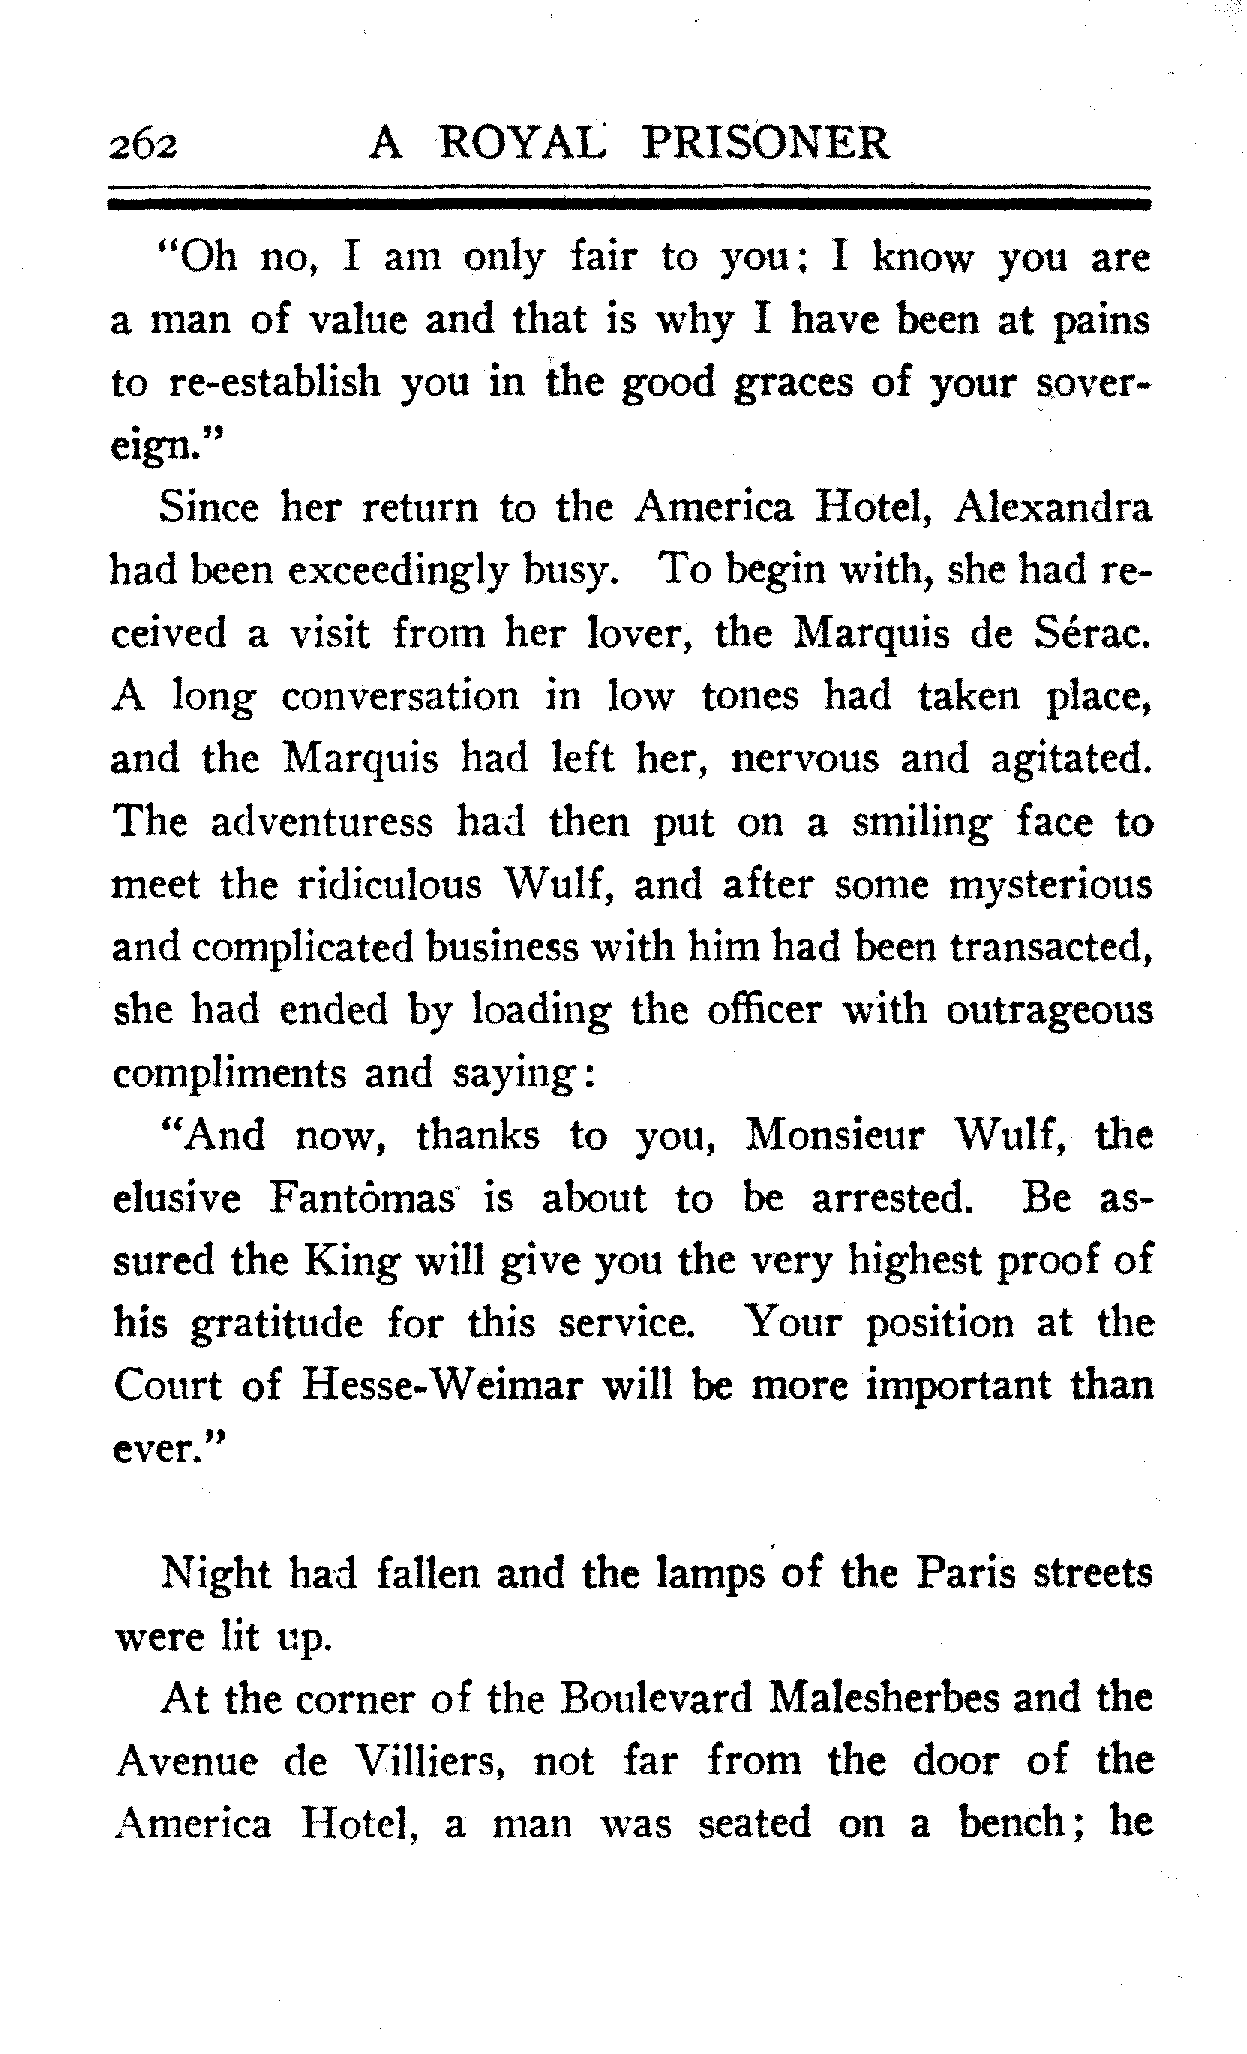 262 A ROYAL PRISONER
"Oh no, I am only fair to you; I know you are
a man of value and that is why I have been at pains
to re-establish you in the good graces of your sover-
eign."
Since her return to the America Hotel, Alexandra
had been exceedingly busy. To begin with, she had re-
ceived a visit from her lover, the Marquis de Sérac.
A long conversation in low tones had taken place,
and the Marquis had left her, nervous and agitated.
The adventuress had then put on a smiling face to
meet the ridiculous Wulf, and after some mysterious
and complicated business with him had been transacted,
she had ended by loading the officer with outrageous
compliments and saying:
"And now, thanks to you, Monsieur Wulf, the
elusive Fantômas is about to be arrested. Be as-
sured the King will give you the very highest proof of
his gratitude for this service. Your position at the
Court of Hesse-Weimar will be more important than
ever."
Night had fallen and the lamps of the Paris streets
were lit up.
At the corner of the Boulevard Malesherbes and the
Avenue de Villiers, not far from the door of the
America Hotel, a man was seated on a bench; he